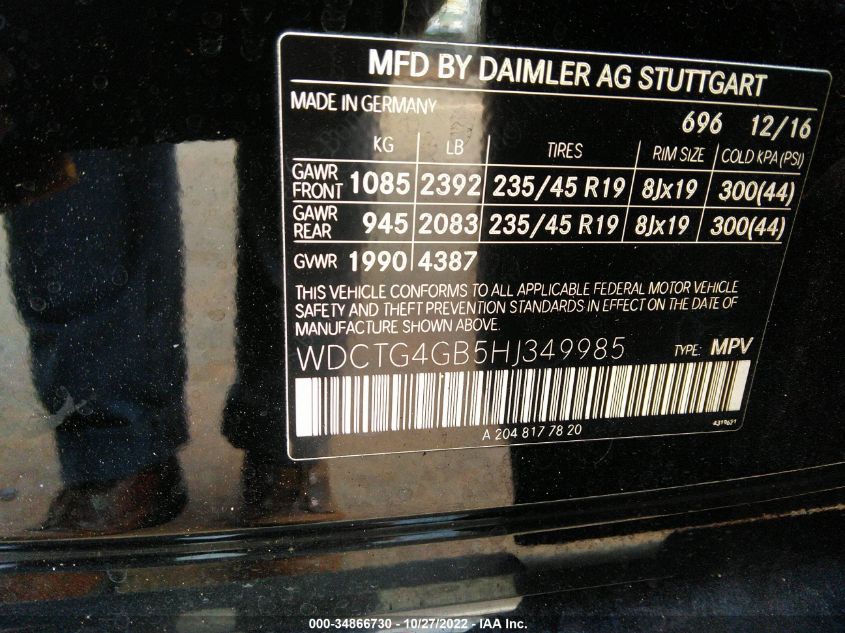 MFD BY DAIMLER AG STUTTGART
MADE IN GERMANY
696 12/16
KG LB TIRES RIM SIZE COLD KPA (PSI)
GAWR FRONT 1085 2392 235/45 R19 8Jx19 300(44)
GAWR REAR 945 2083 235/45 R19 8Jx19 300(44)
GVWR 1990 4387
THIS VEHICLE CONFORMS TO ALL APPLICABLE FEDERAL MOTOR VEHICLE
SAFETY AND THEFT PREVENTION STANDARDS IN EFFECT ON THE DATE OF
MANUFACTURE SHOWN ABOVE.
WDCTG4GB5HJ349985 TYPE: MPV
A 204 817 78 20
000-34866730 - 10/27/2022 - IAA Inc.